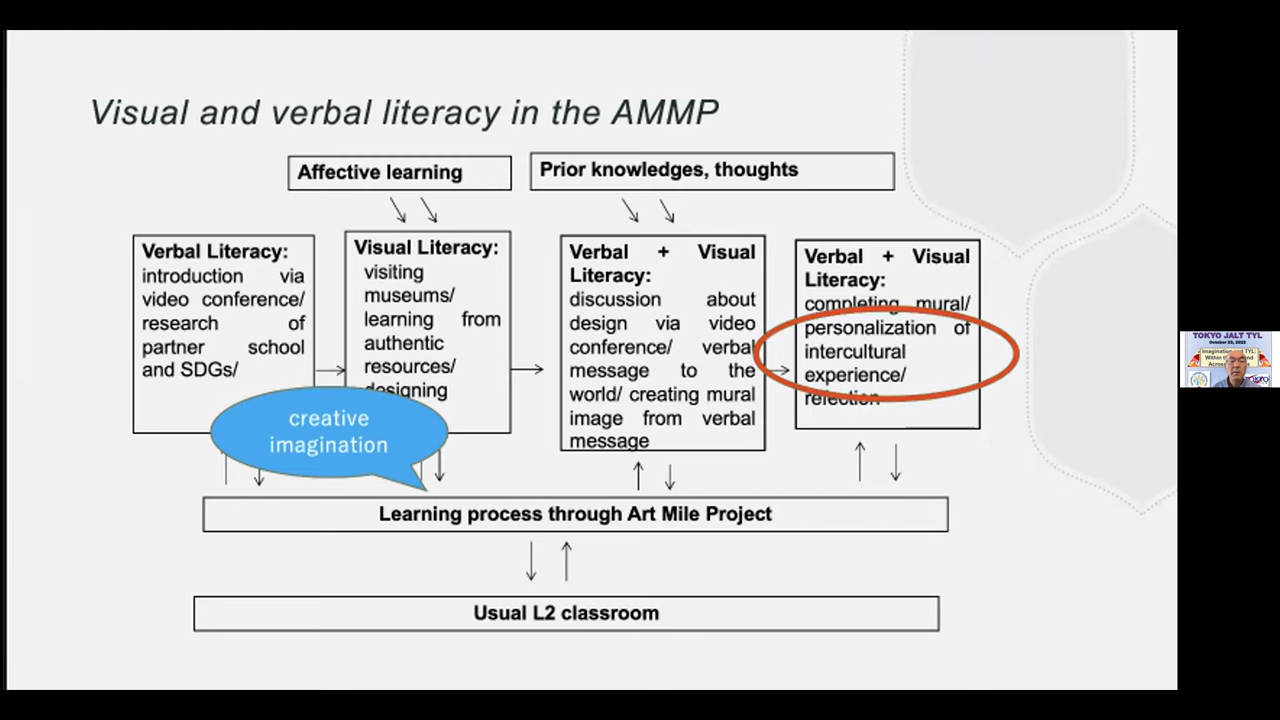 Visual and verbal literacy in the AMMP
Affective learning
Prior knowledges, thoughts
Verbal Literacy:
introduction via
video conference/
research of
partner school
and SDGs/
Visual Literacy:
visiting
museums/
learning from
authentic
resources/
designing
Verbal + Visual
Literacy:
discussion about
design via video
conference/ verbal
message to the
world/ creating mural
image from verbal
message
Verbal + Visual
Literacy:
completing mural/
personalization of
intercultural
experience/
reflection
creative
imagination
Learning process through Art Mile Project
Usual L2 classroom
TOKYO JALT TYL